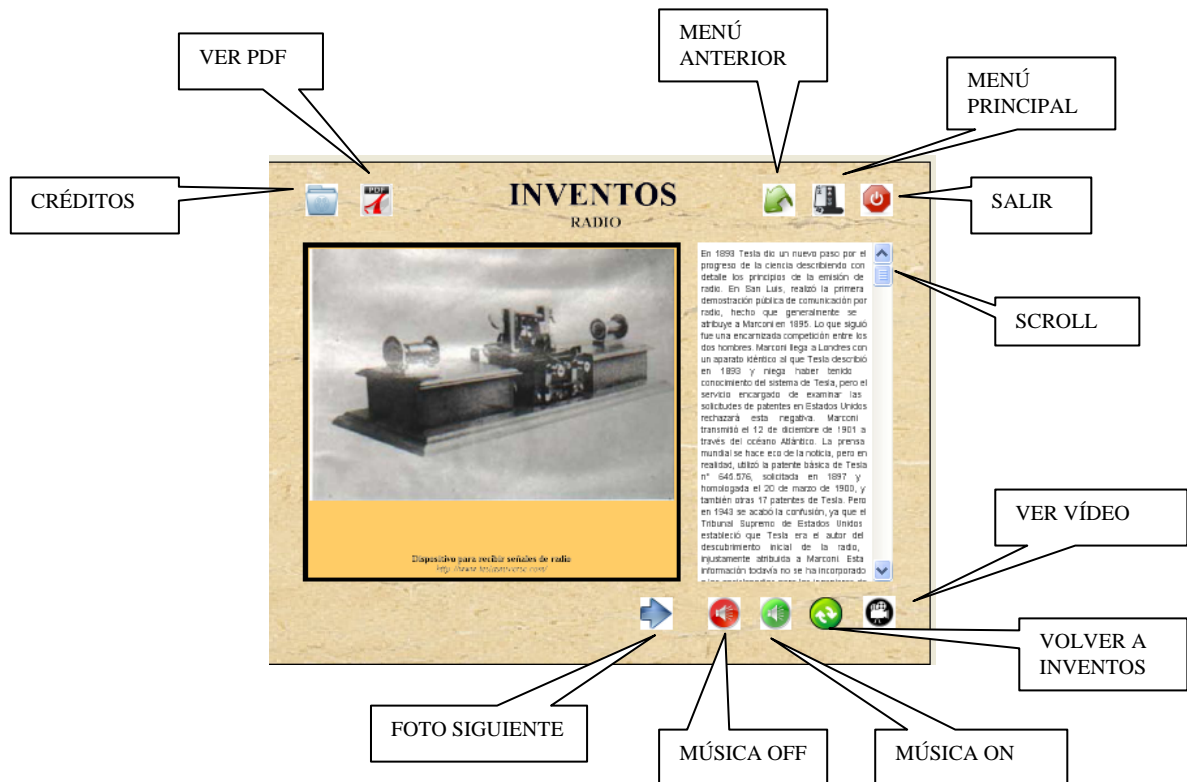 MENÚ
ANTERIOR
VER PDF
MENÚ
PRINCIPAL
CRÉDITOS
SALIR
PDF
INVENTOS
RADIO
En 1893 Tesla dio un nuevo paso por el
progreso de la ciencia describiendo con
detalle los principios de la emisión de
radio. En San Luis, realizó la primera
demostración pública de comunicación por
radio, hecho que generalmente se
atribuye a Marconi en 1895. Lo que siguió
fue una encarnizada competición entre los
dos hombres. Marconi llega a Londres con
un aparato idéntico al que Tesla describió
en 1893 y niega haber tenido
conocimiento del sistema de Tesla, pero el
servicio encargado de examinar las
solicitudes de patentes en Estados Unidos
rechazará esta negativa. Marconi
transmitió el 12 de diciembre de 1901 a
través del océano Atlántico. La prensa
mundial se hace eco de la noticia, pero en
realidad, utilizó la patente básica de Tesla
nº 645.576, solicitada en 1897 y
homologada el 20 de marzo de 1900, y
también otras 17 patentes de Tesla. Pero
en 1943 se acabó la confusión, ya que el
Tribunal Supremo de Estados Unidos
estableció que Tesla era el autor del
descubrimiento inicial de la radio,
injustamente atribuida a Marconi. Esta
información todavía no se ha incorporado
SCROLL
Dispositivo para recibir señales de radio
VER VÍDEO
VOLVER A
INVENTOS
FOTO SIGUIENTE
MÚSICA OFF
MÚSICA ON